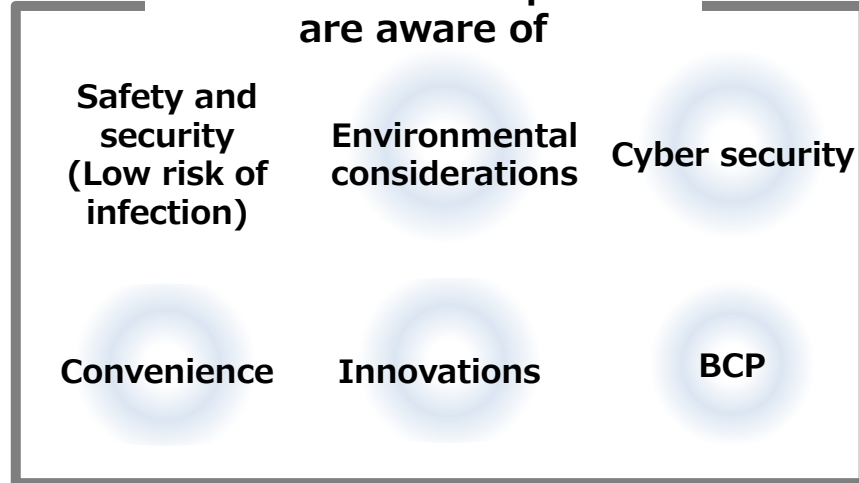 are aware of
Safety and
security
(Low risk of
infection)
Environmental
considerations
Cyber security
Convenience
Innovations
BCP